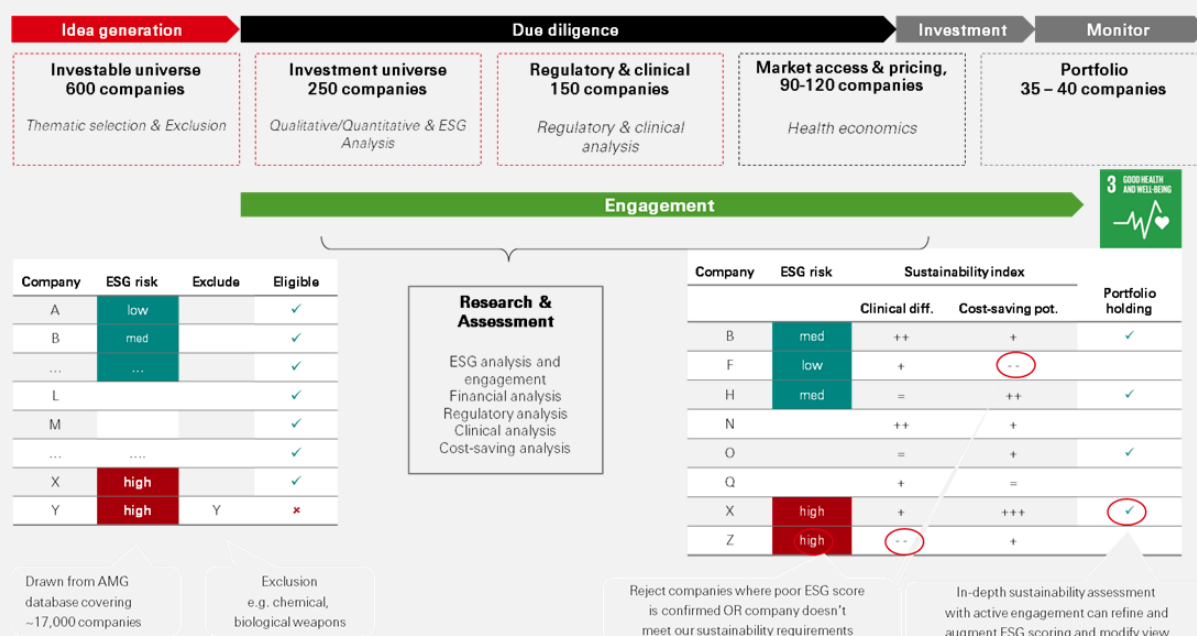 Idea generation
Due diligence
Investment
Monitor
Investable universe
600 companies
Thematic selection & Exclusion
Investment universe
250 companies
Qualitative/Quantitative & ESG
Analysis
Regulatory & clinical
150 companies
Regulatory & clinical
analysis
Market access & pricing,
90-120 companies
Health economics
Portfolio
35 – 40 companies
Engagement
3 GOOD HEALTH
AND WELL-BEING
Company ESG risk Exclude Eligible
A low ✓
B med ✓
... ... ✓
L ✓
M ✓
... .... ✓
X high ✓
Y high Y ×
Drawn from AMG
database covering
~17,000 companies
Exclusion
e.g. chemical,
biological weapons
Research &
Assessment
ESG analysis and
engagement
Financial analysis
Regulatory analysis
Clinical analysis
Cost-saving analysis
Company ESG risk Sustainability index
Portfolio
holding
Clinical diff. Cost-saving pot.
B med ++ + ✓
F low + --
H med = ++ ✓
N ++ +
O = + ✓
Q + =
X high + +++ ✓
Z high -- +
Reject companies where poor ESG score
is confirmed OR company doesn't
meet our sustainability requirements
In-depth sustainability assessment
with active engagement can refine and
augment ESG scoring and modify view